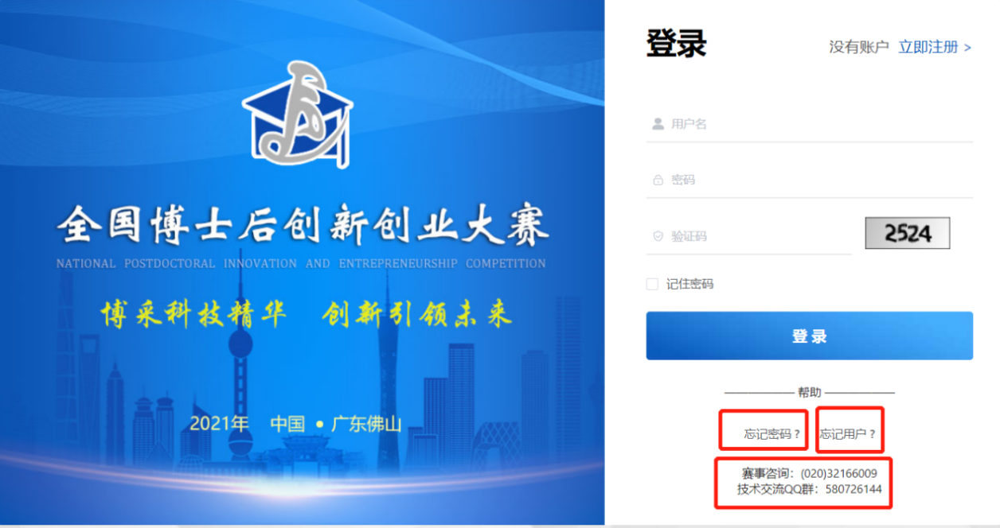 全国博士后创新创业大赛
NATIONAL POSTDOCTORAL INNOVATION AND ENTREPRENEURSHIP COMPETITION
博采科技精华 创新引领未来
2021年 中国 • 广东佛山
登录
没有账户 立即注册 >
用户名
密码
验证码
2524
记住密码
登录
帮助
忘记密码?
忘记用户?
赛事咨询：(020)32166009
技术交流QQ群：580726144